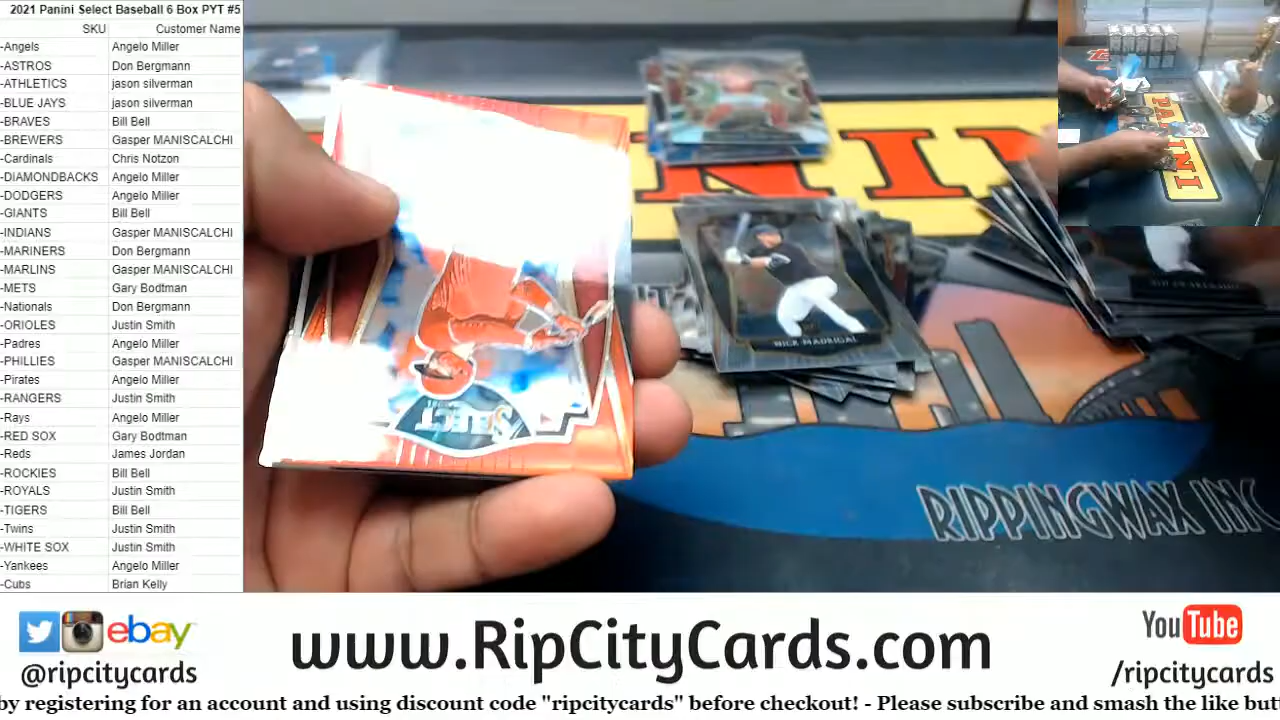 2021 Panini Select Baseball 6 Box PYT #5
SKU Customer Name
-Angels Angelo Miller
-ASTROS Don Bergmann
-ATHLETICS jason silverman
-BLUE JAYS jason silverman
-BRAVES Bill Bell
-BREWERS Gasper MANISCALCHI
-Cardinals Chris Notzon
-DIAMONDBACKS Angelo Miller
-DODGERS Angelo Miller
-GIANTS Bill Bell
-INDIANS Gasper MANISCALCHI
-MARINERS Don Bergmann
-MARLINS Gasper MANISCALCHI
-METS Gary Bodtman
-Nationals Don Bergmann
-ORIOLES Justin Smith
-Padres Angelo Miller
-PHILLIES Gasper MANISCALCHI
-Pirates Angelo Miller
-RANGERS Justin Smith
-Rays Angelo Miller
-RED SOX Gary Bodtman
-Reds James Jordan
-ROCKIES Bill Bell
-ROYALS Justin Smith
-TIGERS Bill Bell
-Twins Justin Smith
-WHITE SOX Justin Smith
-Yankees Angelo Miller
-Cubs Brian Kelly
SELECT
NICK MADRIGAL
PANINI
RIPPINGWAX INC
ebay
@ripcitycards
www.RipCityCards.com
YouTube
/ripcitycards
by registering for an account and using discount code "ripcitycards" before checkout! - Please subscribe and smash the like but